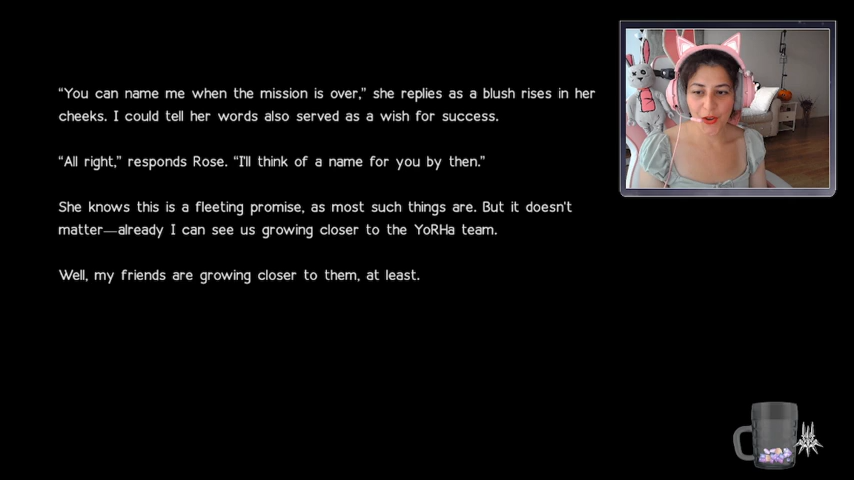 “You can name me when the mission is over,” she replies as a blush rises in her
cheeks. I could tell her words also served as a wish for success.
“All right,” responds Rose. “I'll think of a name for you by then.”
She knows this is a fleeting promise, as most such things are. But it doesn't
matter—already I can see us growing closer to the YoRHa team.
Well, my friends are growing closer to them, at least.